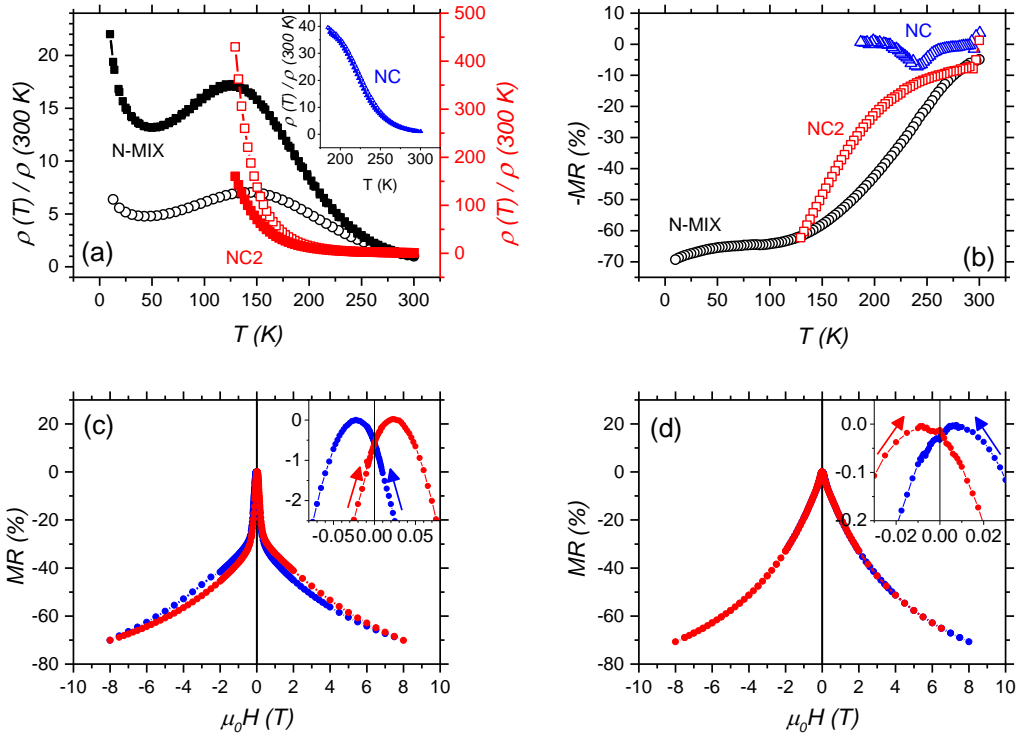 (a)
ρ (T) / ρ (300 K)
20
15
10
5
0
0 50 100 150 200 250 300
T (K)
N-MIX
NC2
500
400
300
200
100
0
ρ (T) / ρ (300 K)
ρ (T) / ρ (300 K)
40
30
20
10
0
200 250 300
T (K)
NC
(b)
-MR (%)
10
0
-10
-20
-30
-40
-50
-60
-70
0 50 100 150 200 250 300
T (K)
NC
NC2
N-MIX
(c)
MR (%)
20
0
-20
-40
-60
-80
-10 -8 -6 -4 -2 0 2 4 6 8 10
μ0H (T)
0
-1
-2
-0.05 0.00 0.05
(d)
MR (%)
20
0
-20
-40
-60
-80
-10 -8 -6 -4 -2 0 2 4 6 8 10
μ0H (T)
0.0
-0.1
-0.2
-0.02 0.00 0.02